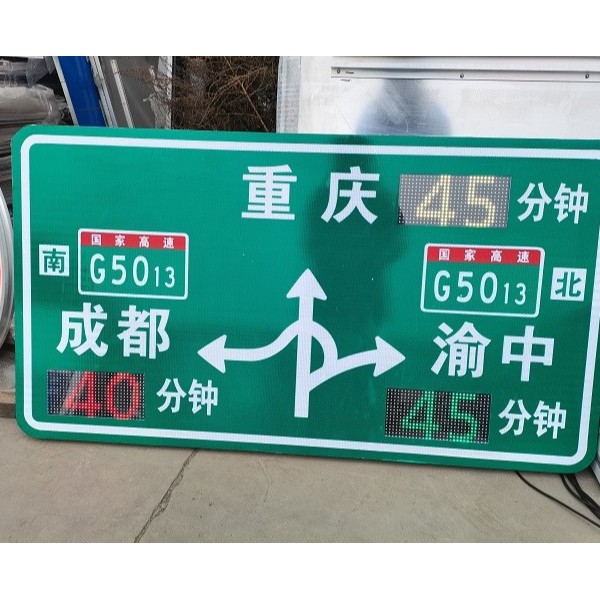 重庆 45 分钟
南 国家高速 G5013
国家高速 G5013 北
成都
渝中
40 分钟
45 分钟